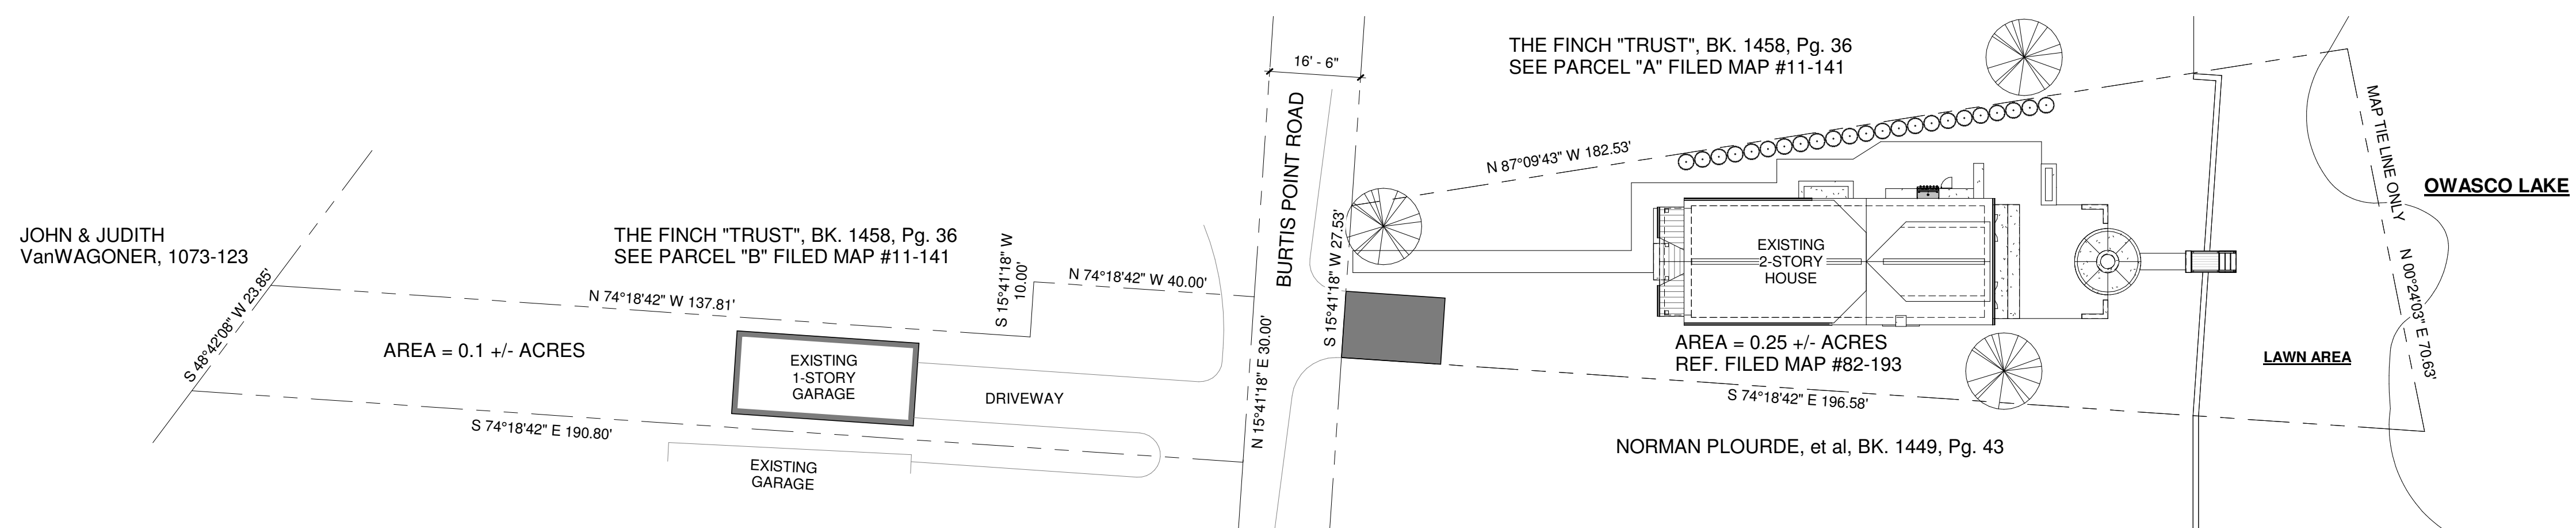 JOHN & JUDITH
VanWAGONER, 1073-123
S 48°42'08" W 23.85'
AREA = 0.1 +/- ACRES
THE FINCH "TRUST", BK. 1458, Pg. 36
SEE PARCEL "B" FILED MAP #11-141
N 74°18'42" W 137.81'
S 15°41'18" W
10.00'
N 74°18'42" W 40.00'
EXISTING
1-STORY
GARAGE
DRIVEWAY
S 74°18'42" E 190.80'
EXISTING
GARAGE
16' - 6"
BURTIS POINT ROAD
N 15°41'18" E 30.00'
S 15°41'18" W 27.53'
THE FINCH "TRUST", BK. 1458, Pg. 36
SEE PARCEL "A" FILED MAP #11-141
N 87°09'43" W 182.53'
EXISTING
2-STORY
HOUSE
AREA = 0.25 +/- ACRES
REF. FILED MAP #82-193
S 74°18'42" E 196.58'
NORMAN PLOURDE, et al, BK. 1449, Pg. 43
MAP TIE LINE ONLY N 00°24'03" E 70.63'
OWASCO LAKE
LAWN AREA